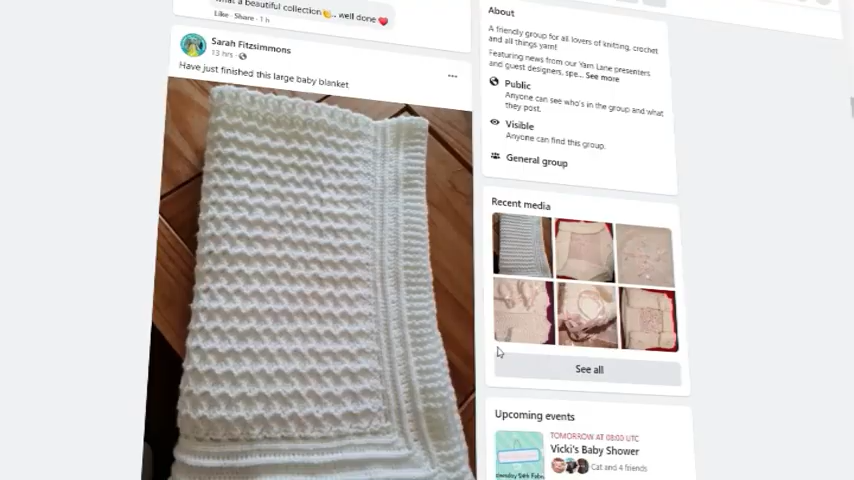 what a beautiful collection👏... well done ❤️
Like · Share · 1 h
Sarah Fitzsimmons
13 hrs ·
Have just finished this large baby blanket
About
A friendly group for all lovers of knitting, crochet
and all things yarn!
Featuring news from our Yarn Lane presenters
and guest designers, spe... See more
Public
Anyone can see who's in the group and what
they post.
Visible
Anyone can find this group.
General group
Recent media
See all
Upcoming events
TOMORROW AT 08:00 UTC
Vicki's Baby Shower
Cat and 4 friends